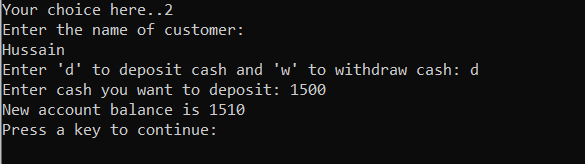 Your choice here..2
Enter the name of customer:
Hussain
Enter 'd' to deposit cash and 'w' to withdraw cash: d
Enter cash you want to deposit: 1500
New account balance is 1510
Press a key to continue: